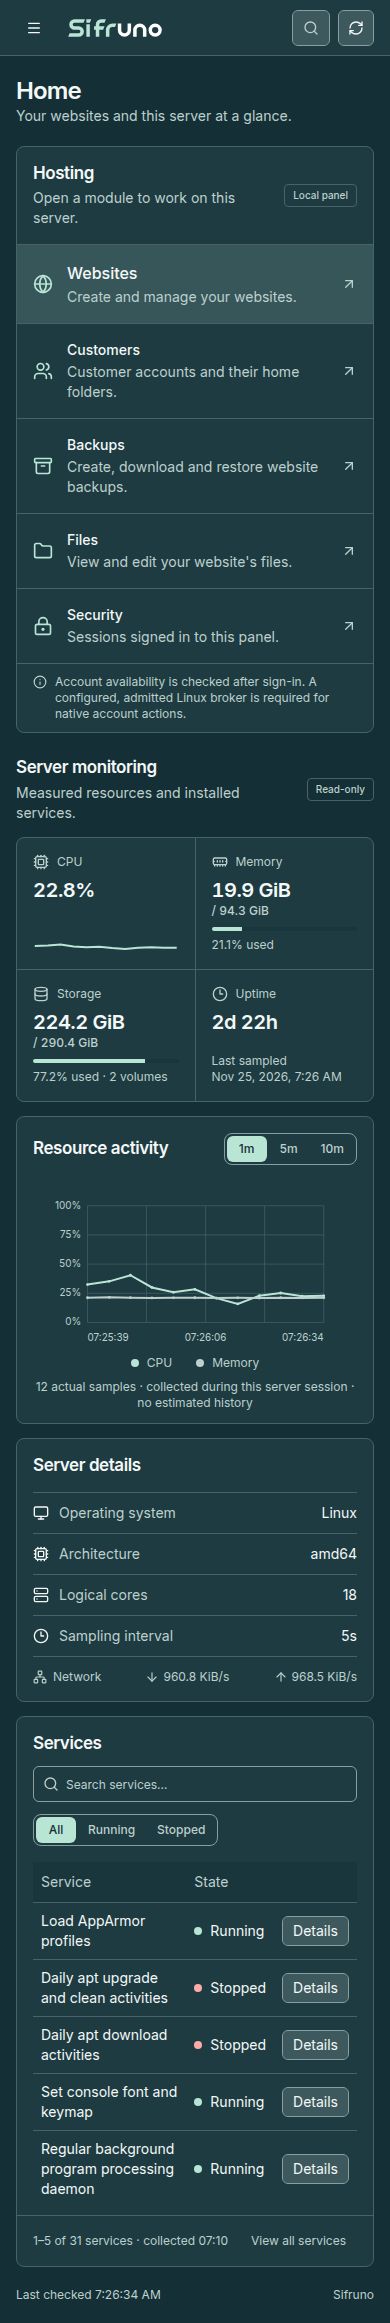 Sifruno
Home
Your websites and this server at a glance.
Hosting
Open a module to work on this
server.
Local panel
Websites
Create and manage your websites.
Customers
Customer accounts and their home
folders.
Backups
Create, download and restore website
backups.
Files
View and edit your website's files.
Security
Sessions signed in to this panel.
Account availability is checked after sign-in. A
configured, admitted Linux broker is required for
native account actions.
Server monitoring
Measured resources and installed
services.
Read-only
CPU
22.8%
Memory
19.9 GiB
/ 94.3 GiB
21.1% used
Storage
224.2 GiB
/ 290.4 GiB
77.2% used · 2 volumes
Uptime
2d 22h
Last sampled
Nov 25, 2026, 7:26 AM
Resource activity
1m 5m 10m
100%
75%
50%
25%
0%
07:25:39 07:26:06 07:26:34
CPU Memory
12 actual samples · collected during this server session ·
no estimated history
Server details
Operating system Linux
Architecture amd64
Logical cores 18
Sampling interval 5s
Network 960.8 KiB/s 968.5 KiB/s
Services
Search services...
All Running Stopped
Service State
Load AppArmor
profiles
Running Details
Daily apt upgrade
and clean activities
Stopped Details
Daily apt download
activities
Stopped Details
Set console font and
keymap
Running Details
Regular background
program processing
daemon
Running Details
1–5 of 31 services · collected 07:10 View all services
Last checked 7:26:34 AM Sifruno